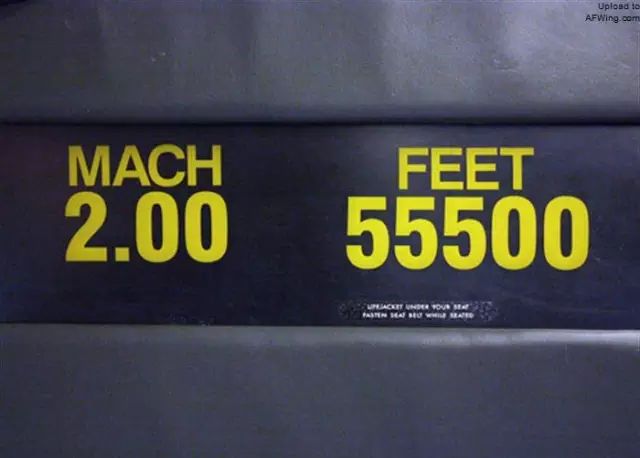 Upload to
AFWing.com
MACH
2.00
FEET
55500
LIFEJACKET UNDER YOUR SEAT
FASTEN SEAT BELT WHILE SEATED